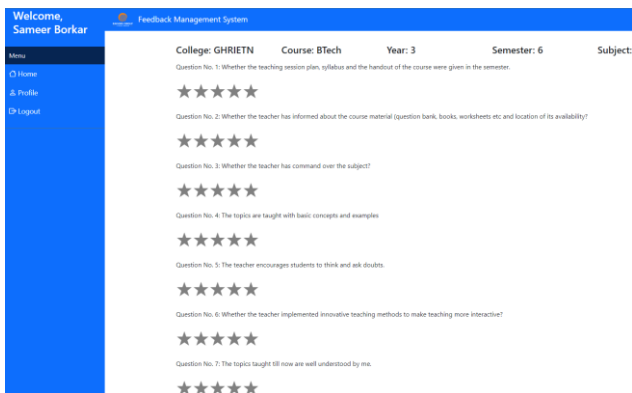 Welcome,
Sameer Borkar
Feedback Management System
Menu
Home
Profile
Logout
College: GHRIETN Course: BTech Year: 3 Semester: 6 Subject:
Question No. 1: Whether the teaching session plan, syllabus and the handout of the course were given in the semester.
Question No. 2: Whether the teacher has informed about the course material (question bank, books, worksheets etc and location of its availability?
Question No. 3: Whether the teacher has command over the subject?
Question No. 4: The topics are taught with basic concepts and examples
Question No. 5: The teacher encourages students to think and ask doubts.
Question No. 6: Whether the teacher implemented innovative teaching methods to make teaching more interactive?
Question No. 7: The topics taught till now are well understood by me.